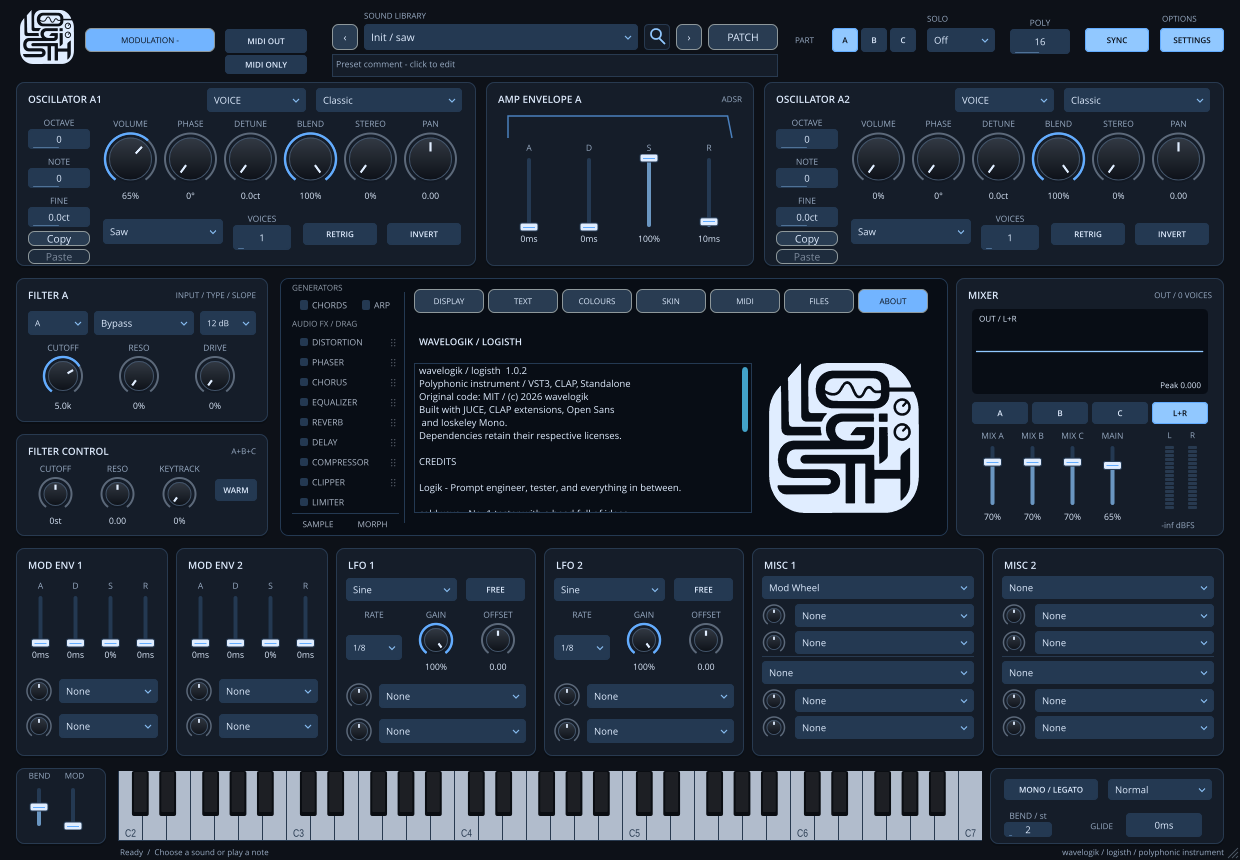 LOGiSTH
MODULATION -
MIDI OUT
MIDI ONLY
SOUND LIBRARY
‹
Init / saw
›
PATCH
Preset comment - click to edit
PART
A
B
C
SOLO
Off
POLY
16
SYNC
OPTIONS
SETTINGS
OSCILLATOR A1
VOICE
Classic
OCTAVE
0
NOTE
0
FINE
0.0ct
Copy
Paste
VOLUME PHASE DETUNE BLEND STEREO PAN
65% 0° 0.0ct 100% 0% 0.00
Saw
VOICES
1
RETRIG
INVERT
AMP ENVELOPE A
ADSR
A D S R
0ms 0ms 100% 10ms
OSCILLATOR A2
VOICE
Classic
OCTAVE
0
NOTE
0
FINE
0.0ct
Copy
Paste
VOLUME PHASE DETUNE BLEND STEREO PAN
0% 0° 0.0ct 100% 0% 0.00
Saw
VOICES
1
RETRIG
INVERT
FILTER A
INPUT / TYPE / SLOPE
A
Bypass
12 dB
CUTOFF RESO DRIVE
5.0k 0% 0%
FILTER CONTROL
A+B+C
CUTOFF RESO KEYTRACK
WARM
0st 0.00 0%
GENERATORS
CHORDS ARP
AUDIO FX / DRAG
DISTORTION
PHASER
CHORUS
EQUALIZER
REVERB
DELAY
COMPRESSOR
CLIPPER
LIMITER
SAMPLE MORPH
DISPLAY
TEXT
COLOURS
SKIN
MIDI
FILES
ABOUT
WAVELOGIK / LOGISTH
wavelogik / logisth 1.0.2
Polyphonic instrument / VST3, CLAP, Standalone
Original code: MIT / (c) 2026 wavelogik
Built with JUCE, CLAP extensions, Open Sans
and Ioskeley Mono.
Dependencies retain their respective licenses.
CREDITS
Logik - Prompt engineer, tester, and everything in between.
LOGiSTH
MIXER
OUT / 0 VOICES
OUT / L+R
Peak 0.000
A
B
C
L+R
MIX A MIX B MIX C MAIN L R
70% 70% 70% 65%
-inf dBFS
MOD ENV 1
A D S R
0ms 0ms 0% 0ms
None
None
MOD ENV 2
A D S R
0ms 0ms 0% 0ms
None
None
LFO 1
Sine
FREE
RATE GAIN OFFSET
1/8
100% 0.00
None
None
LFO 2
Sine
FREE
RATE GAIN OFFSET
1/8
100% 0.00
None
None
MISC 1
Mod Wheel
None
None
None
None
None
MISC 2
None
None
None
None
None
None
BEND MOD
C2 C3 C4 C5 C6 C7
MONO / LEGATO
Normal
BEND / st
2
GLIDE
0ms
Ready / Choose a sound or play a note
wavelogik / logisth / polyphonic instrument